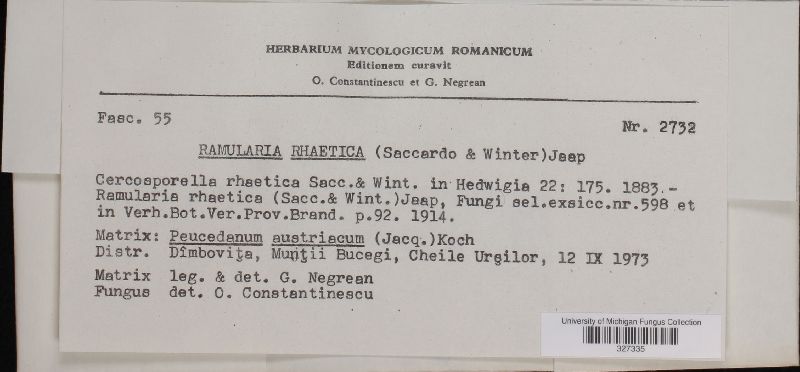 HERBARIUM MYCOLOGICUM ROMANICUM
Editionem curavit
O. Constantinescu et G. Negrean
Fasc. 55
Nr. 2732
RAMULARIA RHAETICA (Saccardo & Winter)Jaap
Cercosporella rhaetica Sacc.& Wint. in Hedwigia 22: 175. 1883.-
Ramularia rhaetica (Sacc.& Wint.)Jaap, Fungi sel.exsicc.nr.598 et
in Verh.Bot.Ver.Prov.Brand. p.92. 1914.
Matrix: Peucedanum austriacum (Jacq.)Koch
Distr. Dîmbovița, Munții Bucegi, Cheile Urșilor, 12 IX 1973
Matrix leg. & det. G. Negrean
Fungus det. O. Constantinescu
University of Michigan Fungus Collection
327335